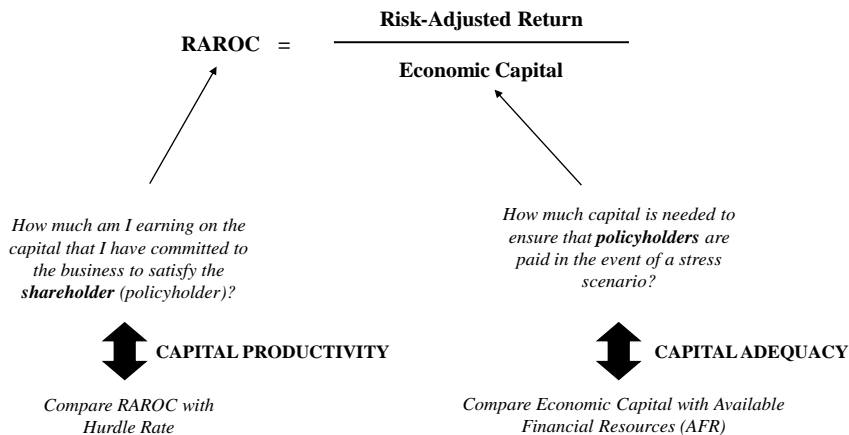 Risk-Adjusted Return
RAROC =
Economic Capital
How much am I earning on the
capital that I have committed to
the business to satisfy the
shareholder (policyholder)?
How much capital is needed to
ensure that policyholders are
paid in the event of a stress
scenario?
CAPITAL PRODUCTIVITY
CAPITAL ADEQUACY
Compare RAROC with
Hurdle Rate
Compare Economic Capital with Available
Financial Resources (AFR)